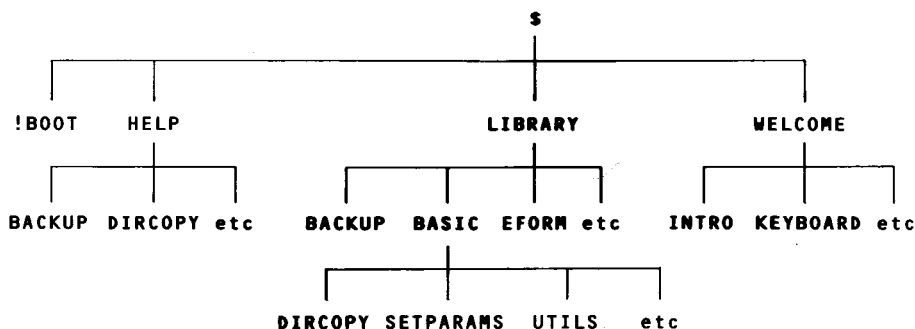 $
!BOOT HELP LIBRARY WELCOME
BACKUP DIRCOPY etc BACKUP BASIC EFORM etc INTRO KEYBOARD etc
DIRCOPY SETPARAMS UTILS etc